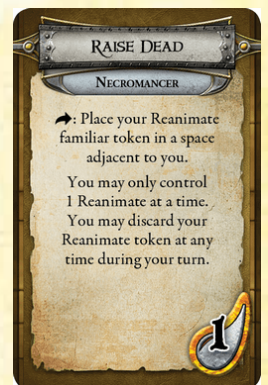 RAISE DEAD
NECROMANCER
: Place your Reanimate
familiar token in a space
adjacent to you.
You may only control
1 Reanimate at a time.
You may discard your
Reanimate token at any
time during your turn.
1